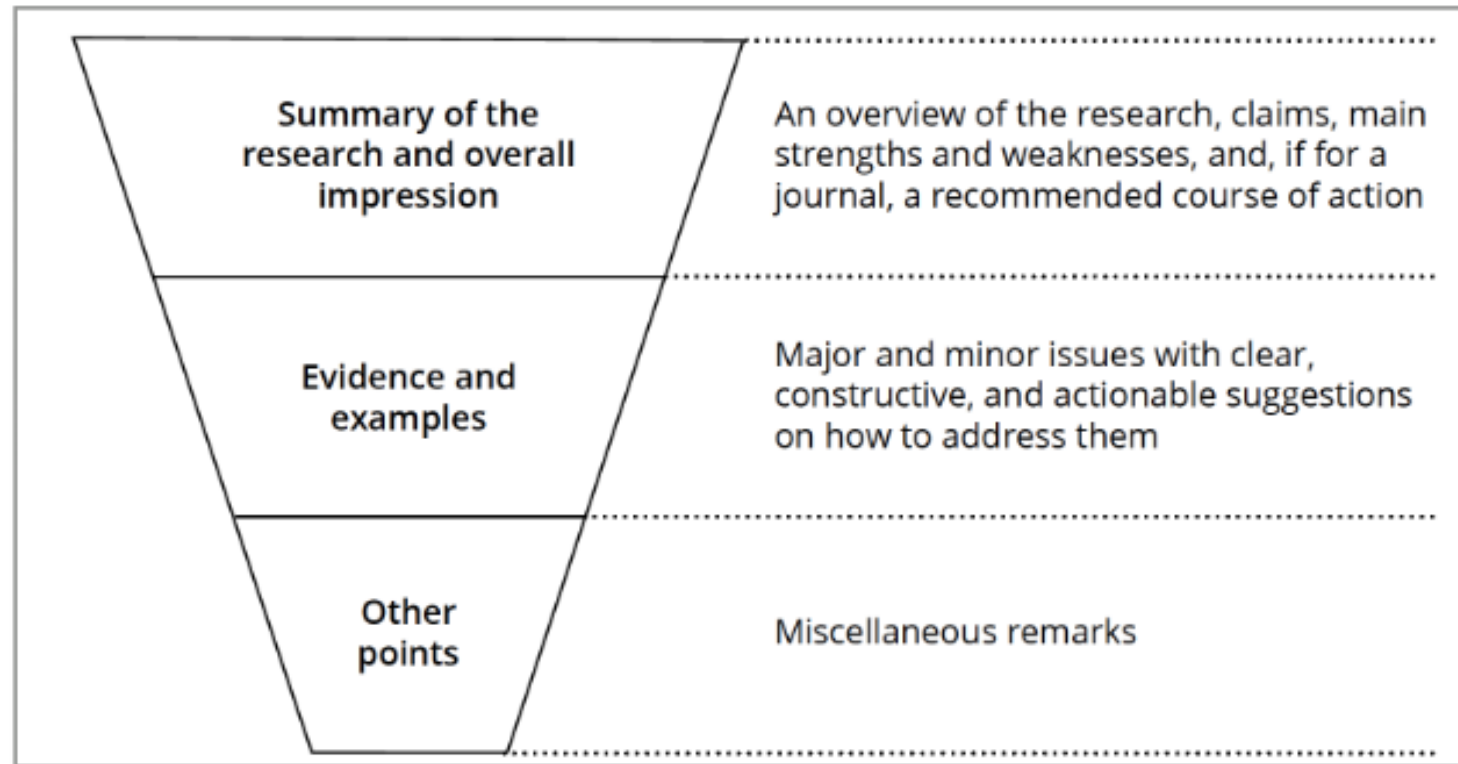 Summary of the
research and overall
impression
An overview of the research, claims, main
strengths and weaknesses, and, if for a
journal, a recommended course of action
Evidence and
examples
Major and minor issues with clear,
constructive, and actionable suggestions
on how to address them
Other
points
Miscellaneous remarks